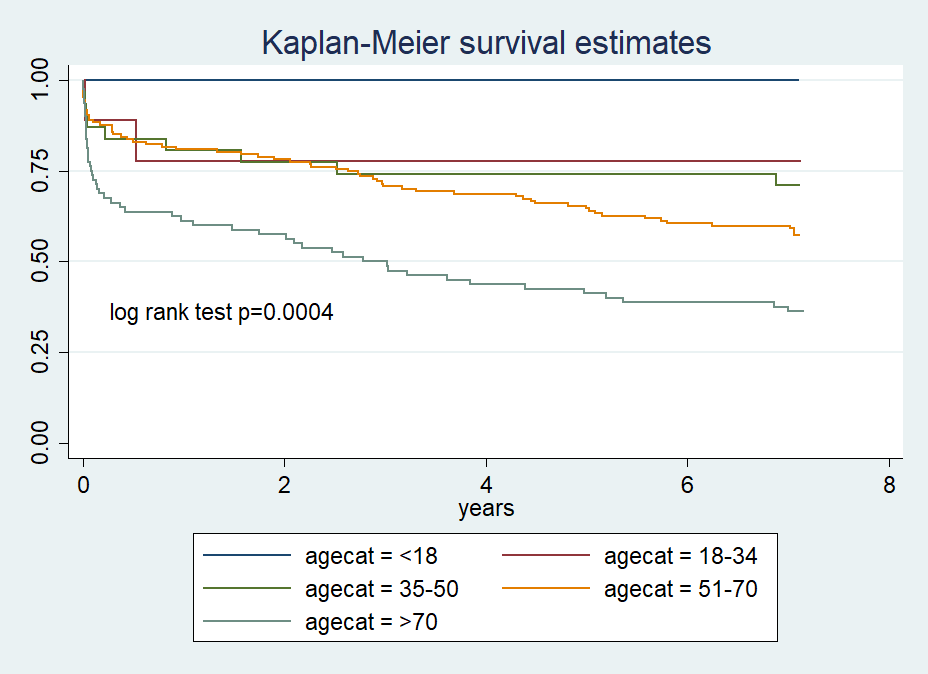 Kaplan-Meier survival estimates
1.00
0.75
0.50
0.25
0.00
log rank test p=0.0004
0 2 4 6 8
years
agecat = <18 agecat = 18-34
agecat = 35-50 agecat = 51-70
agecat = >70